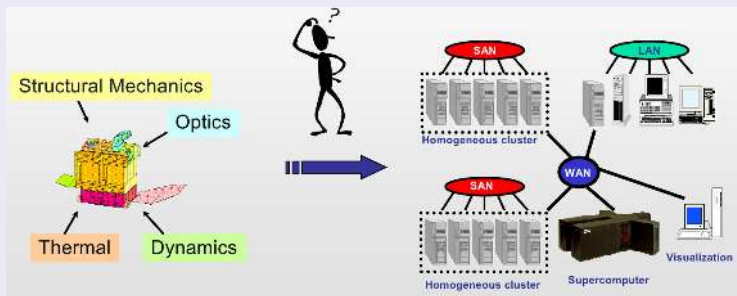 ?
Structural Mechanics
Optics
Thermal
Dynamics
SAN
LAN
Homogeneous cluster
WAN
SAN
Homogeneous cluster
Supercomputer
Visualization